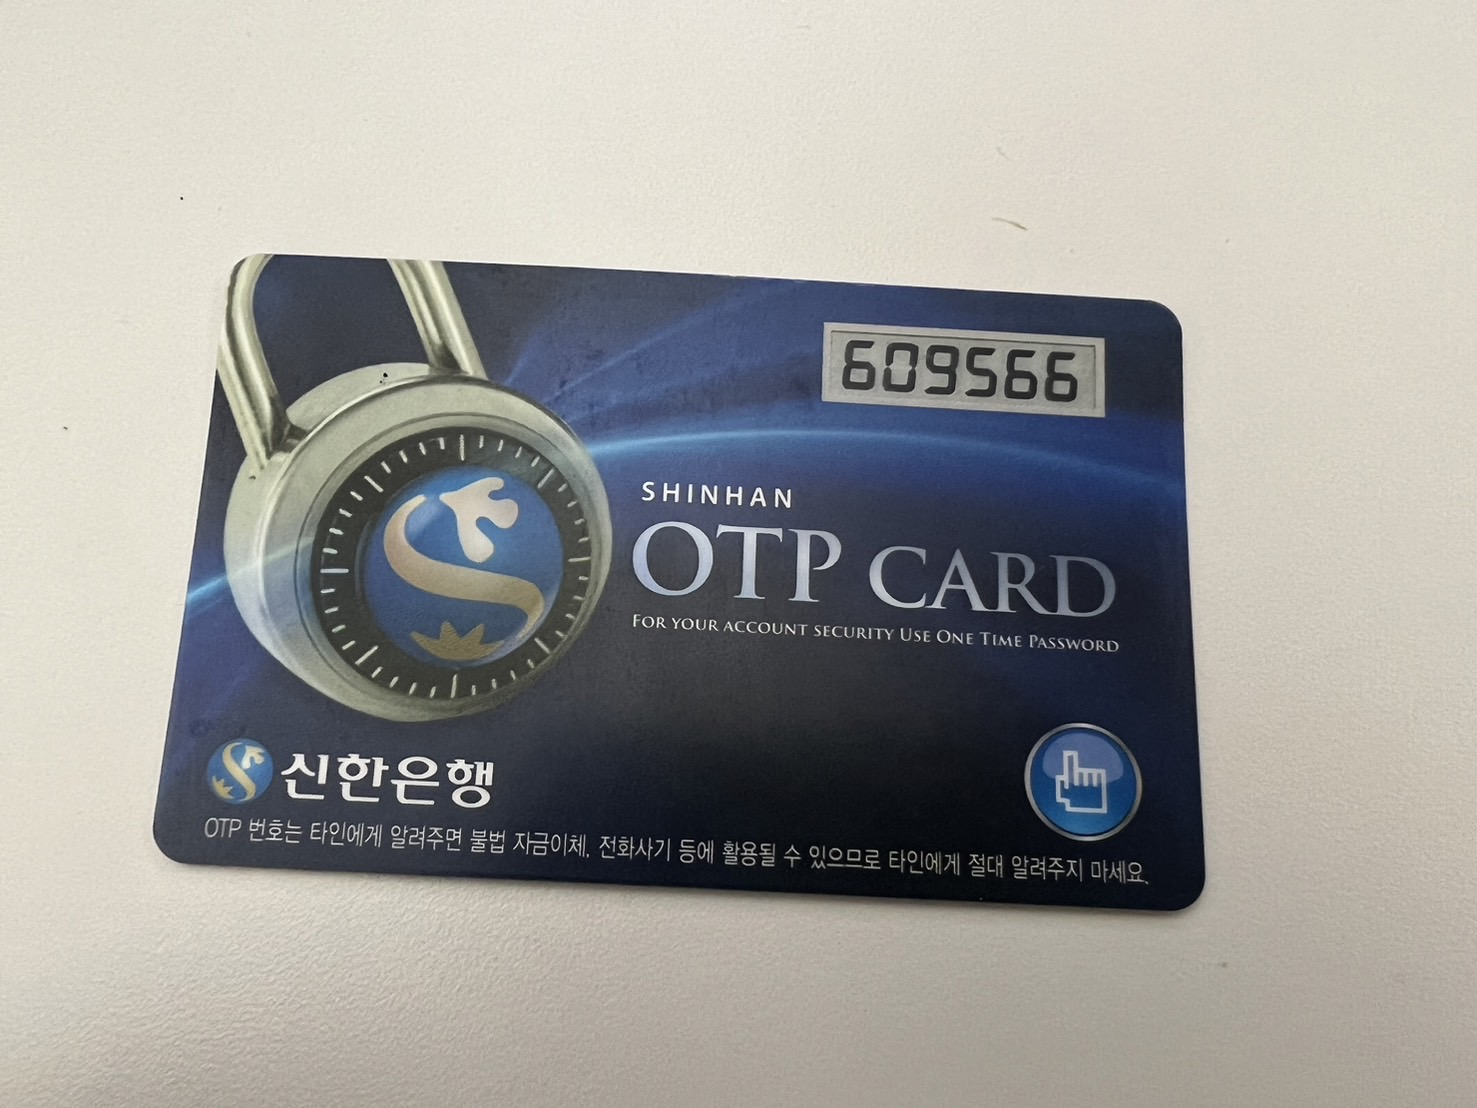 609566
SHINHAN
OTP CARD
FOR YOUR ACCOUNT SECURITY USE ONE TIME PASSWORD
신한은행
OTP 번호는 타인에게 알려주면 불법 자금이체, 전화사기 등에 활용될 수 있으므로 타인에게 절대 알려주지 마세요.